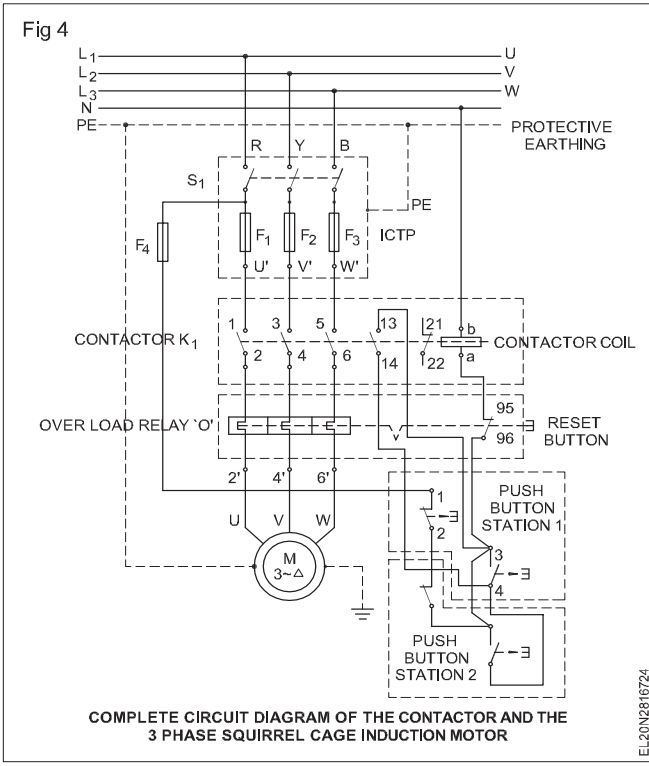 Fig 4
L1 U
L2 V
L3 W
N
PE PROTECTIVE
EARTHING
R Y B
S1
PE
F4 F1 F2 F3 ICTP
U' V' W'
1 3 5 13 21 b
CONTACTOR K1 CONTACTOR COIL
2 4 6 14 22 a
95
OVER LOAD RELAY `O' RESET
96 BUTTON
2' 4' 6'
1 PUSH
BUTTON
STATION 1
2
U V W
3
M
3~ Δ
4
PUSH
BUTTON
STATION 2
COMPLETE CIRCUIT DIAGRAM OF THE CONTACTOR AND THE
3 PHASE SQUIRREL CAGE INDUCTION MOTOR
EL20N2816724